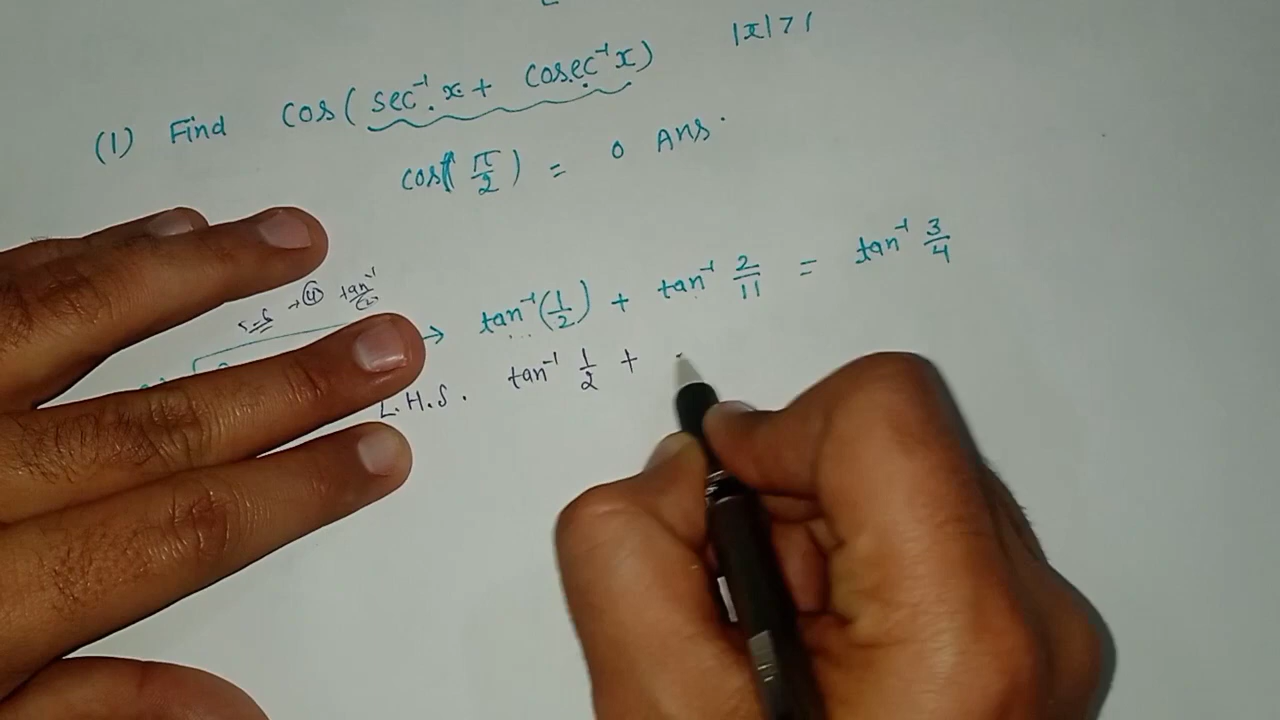 (1) Find cos(sec⁻¹x + cosec⁻¹x) |x|>1
cos(π/2) = 0 Ans.
→ tan⁻¹(1/2) + tan⁻¹ 2/11 = tan⁻¹ 3/4
L.H.S. tan⁻¹ 1/2 +